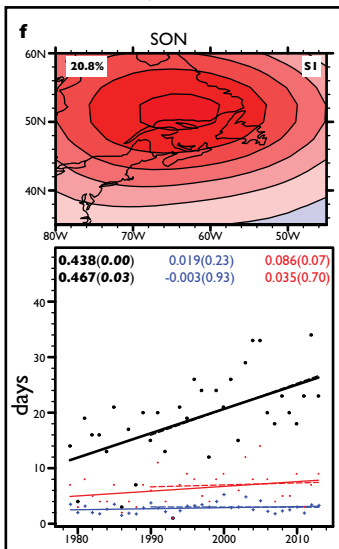 f
SON
60N
20.8% SI
50N
40N
80W 70W 60W 50W
0.438(0.00) 0.019(0.23) 0.086(0.07)
0.467(0.03) -0.003(0.93) 0.035(0.70)
40
30
days
20
10
0
1980 1990 2000 2010